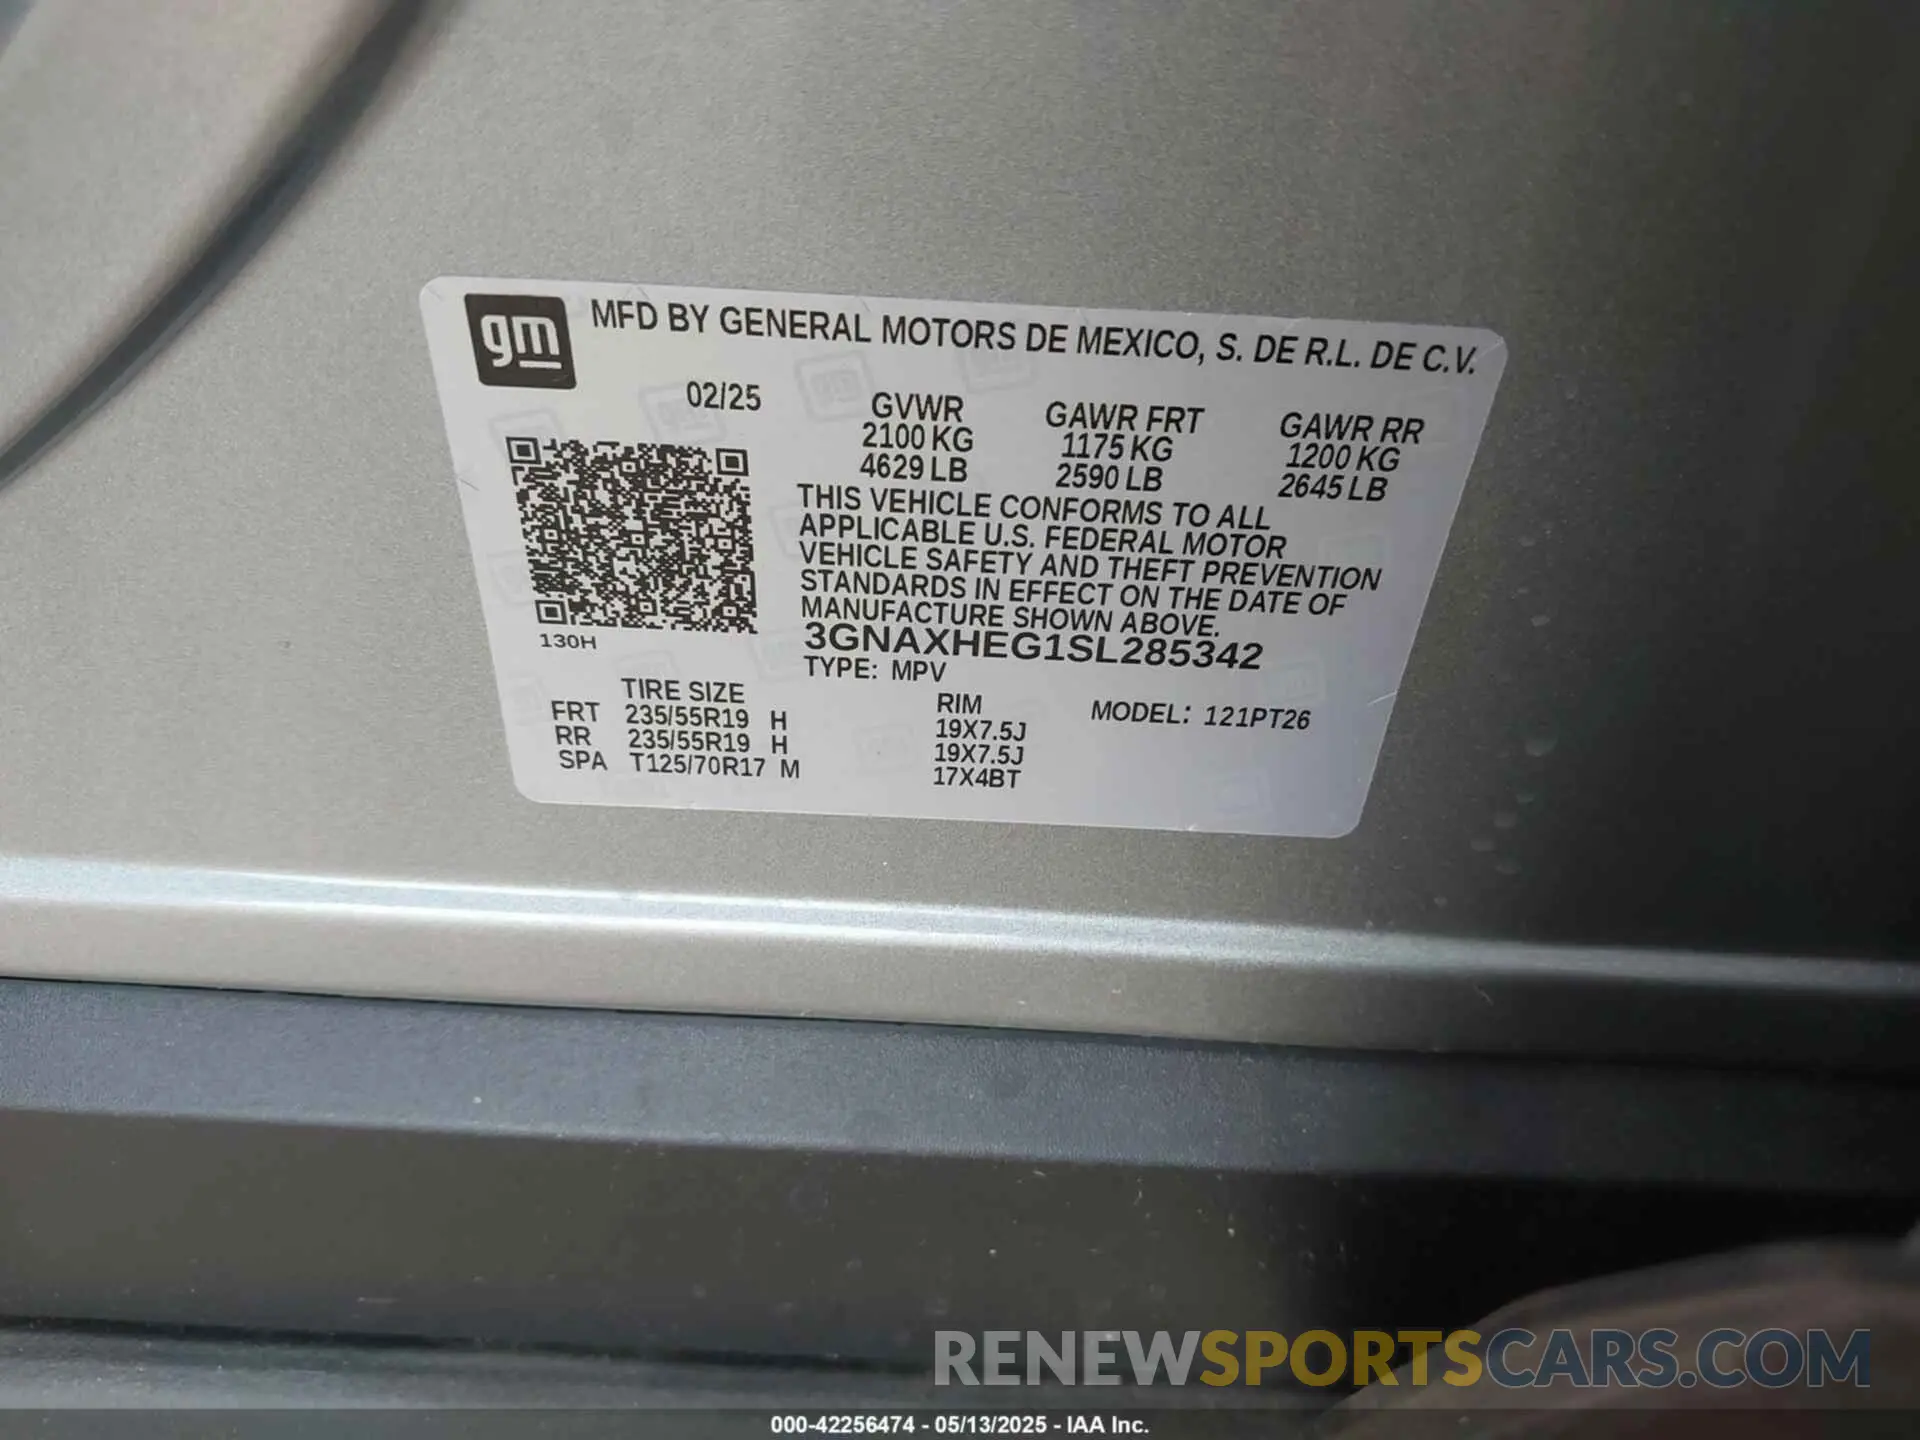 gm
MFD BY GENERAL MOTORS DE MEXICO, S. DE R.L. DE C.V.
02/25
GVWR GAWR FRT GAWR RR
2100 KG 1175 KG 1200 KG
4629 LB 2590 LB 2645 LB
THIS VEHICLE CONFORMS TO ALL
APPLICABLE U.S. FEDERAL MOTOR
VEHICLE SAFETY AND THEFT PREVENTION
STANDARDS IN EFFECT ON THE DATE OF
MANUFACTURE SHOWN ABOVE.
130H
3GNAXHEG1SL285342
TYPE: MPV
TIRE SIZE RIM MODEL: 121PT26
FRT 235/55R19 H 19X7.5J
RR 235/55R19 H 19X7.5J
SPA T125/70R17 M 17X4BT
RENEWSPORTSCARS.COM
000-42256474 - 05/13/2025 - IAA Inc.